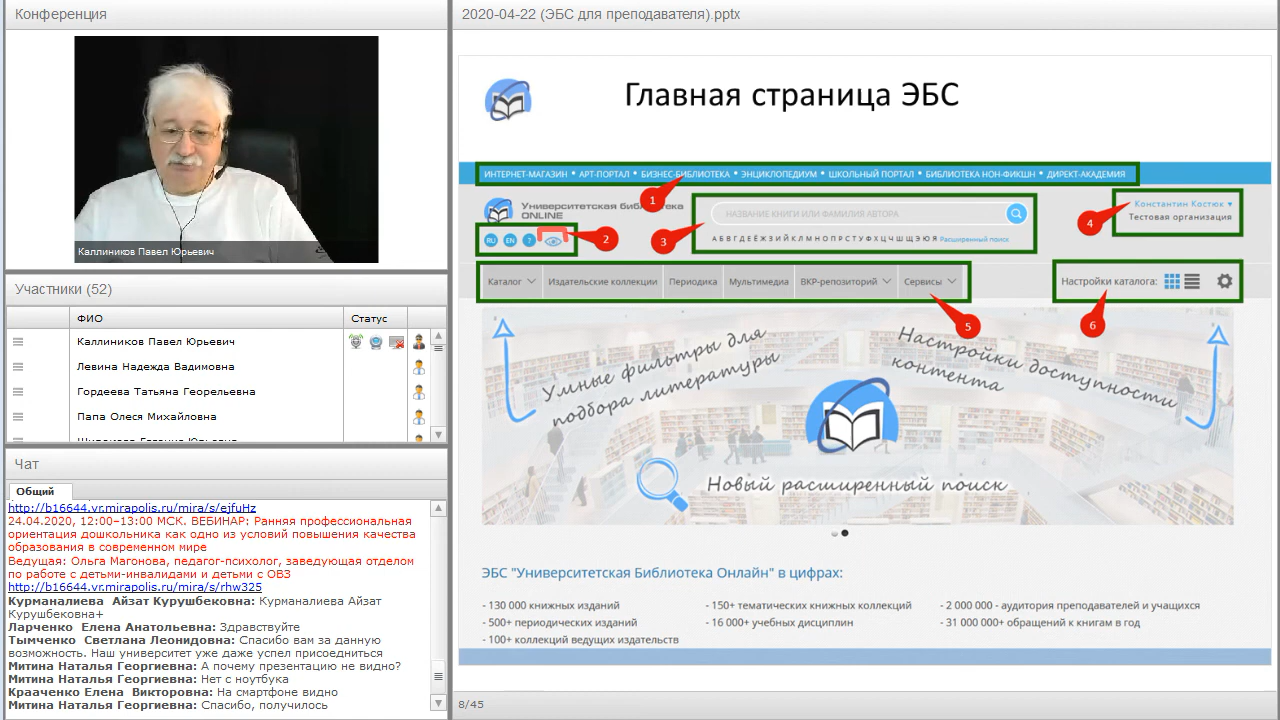 Конференция
Каллиников Павел Юрьевич
Участники (52)
ФИО
Статус
Каллиников Павел Юрьевич
Левина Надежда Вадимовна
Гордеева Татьяна Георельевна
Папа Олеся Михайловна
Чат
Общий
http://b16644.vr.mirapolis.ru/mira/s/ejfuHz
24.04.2020, 12:00–13:00 МСК. ВЕБИНАР: Ранняя профессиональная
ориентация дошкольника как одно из условий повышения качества
образования в современном мире
Ведущая: Ольга Магонова, педагог-психолог, заведующая отделом
по работе с детьми-инвалидами и детьми с ОВЗ
http://b16644.vr.mirapolis.ru/mira/s/rhw325
Курманалиева Айзат Курушбековна: Курманалиева Айзат
Курушбековна+
Ларченко Елена Анатольевна: Здравствуйте
Тымченко Светлана Леонидовна: Спасибо вам за данную
возможность. Наш университет уже даже успел присоедниться
Митина Наталья Георгиевна: А почему презентацию не видно?
Митина Наталья Георгиевна: Нет с ноутбука
Крааченко Елена Викторовна: На смартфоне видно
Митина Наталья Георгиевна: Спасибо, получилось
2020-04-22 (ЭБС для преподавателя).pptx
Главная страница ЭБС
ИНТЕРНЕТ-МАГАЗИН • АРТ-ПОРТАЛ • БИЗНЕС-БИБЛИОТЕКА • ЭНЦИКЛОПЕДИУМ • ШКОЛЬНЫЙ ПОРТАЛ • БИБЛИОТЕКА НОН-ФИКШН • ДИРЕКТ-АКАДЕМИЯ
1
Университетская библиотека
ONLINE
RU EN ?
2
3
НАЗВАНИЕ КНИГИ ИЛИ ФАМИЛИЯ АВТОРА
А Б В Г Д Е Ё Ж З И Й К Л М Н О П Р С Т У Ф Х Ц Ч Ш Щ Э Ю Я Расширенный поиск
4
Константин Костюк ▾
Тестовая организация
Каталог
Издательские коллекции
Периодика
Мультимедиа
ВКР-репозиторий
Сервисы
5
Настройки каталога:
6
Умные фильтры для
подбора литературы
Настройки доступности
контента
Новый расширенный поиск
ЭБС "Университетская Библиотека Онлайн" в цифрах:
- 130 000 книжных изданий
- 500+ периодических изданий
- 100+ коллекций ведущих издательств
- 150+ тематических книжных коллекций
- 16 000+ учебных дисциплин
- 2 000 000 - аудитория преподавателей и учащихся
- 31 000 000+ обращений к книгам в год
8/45